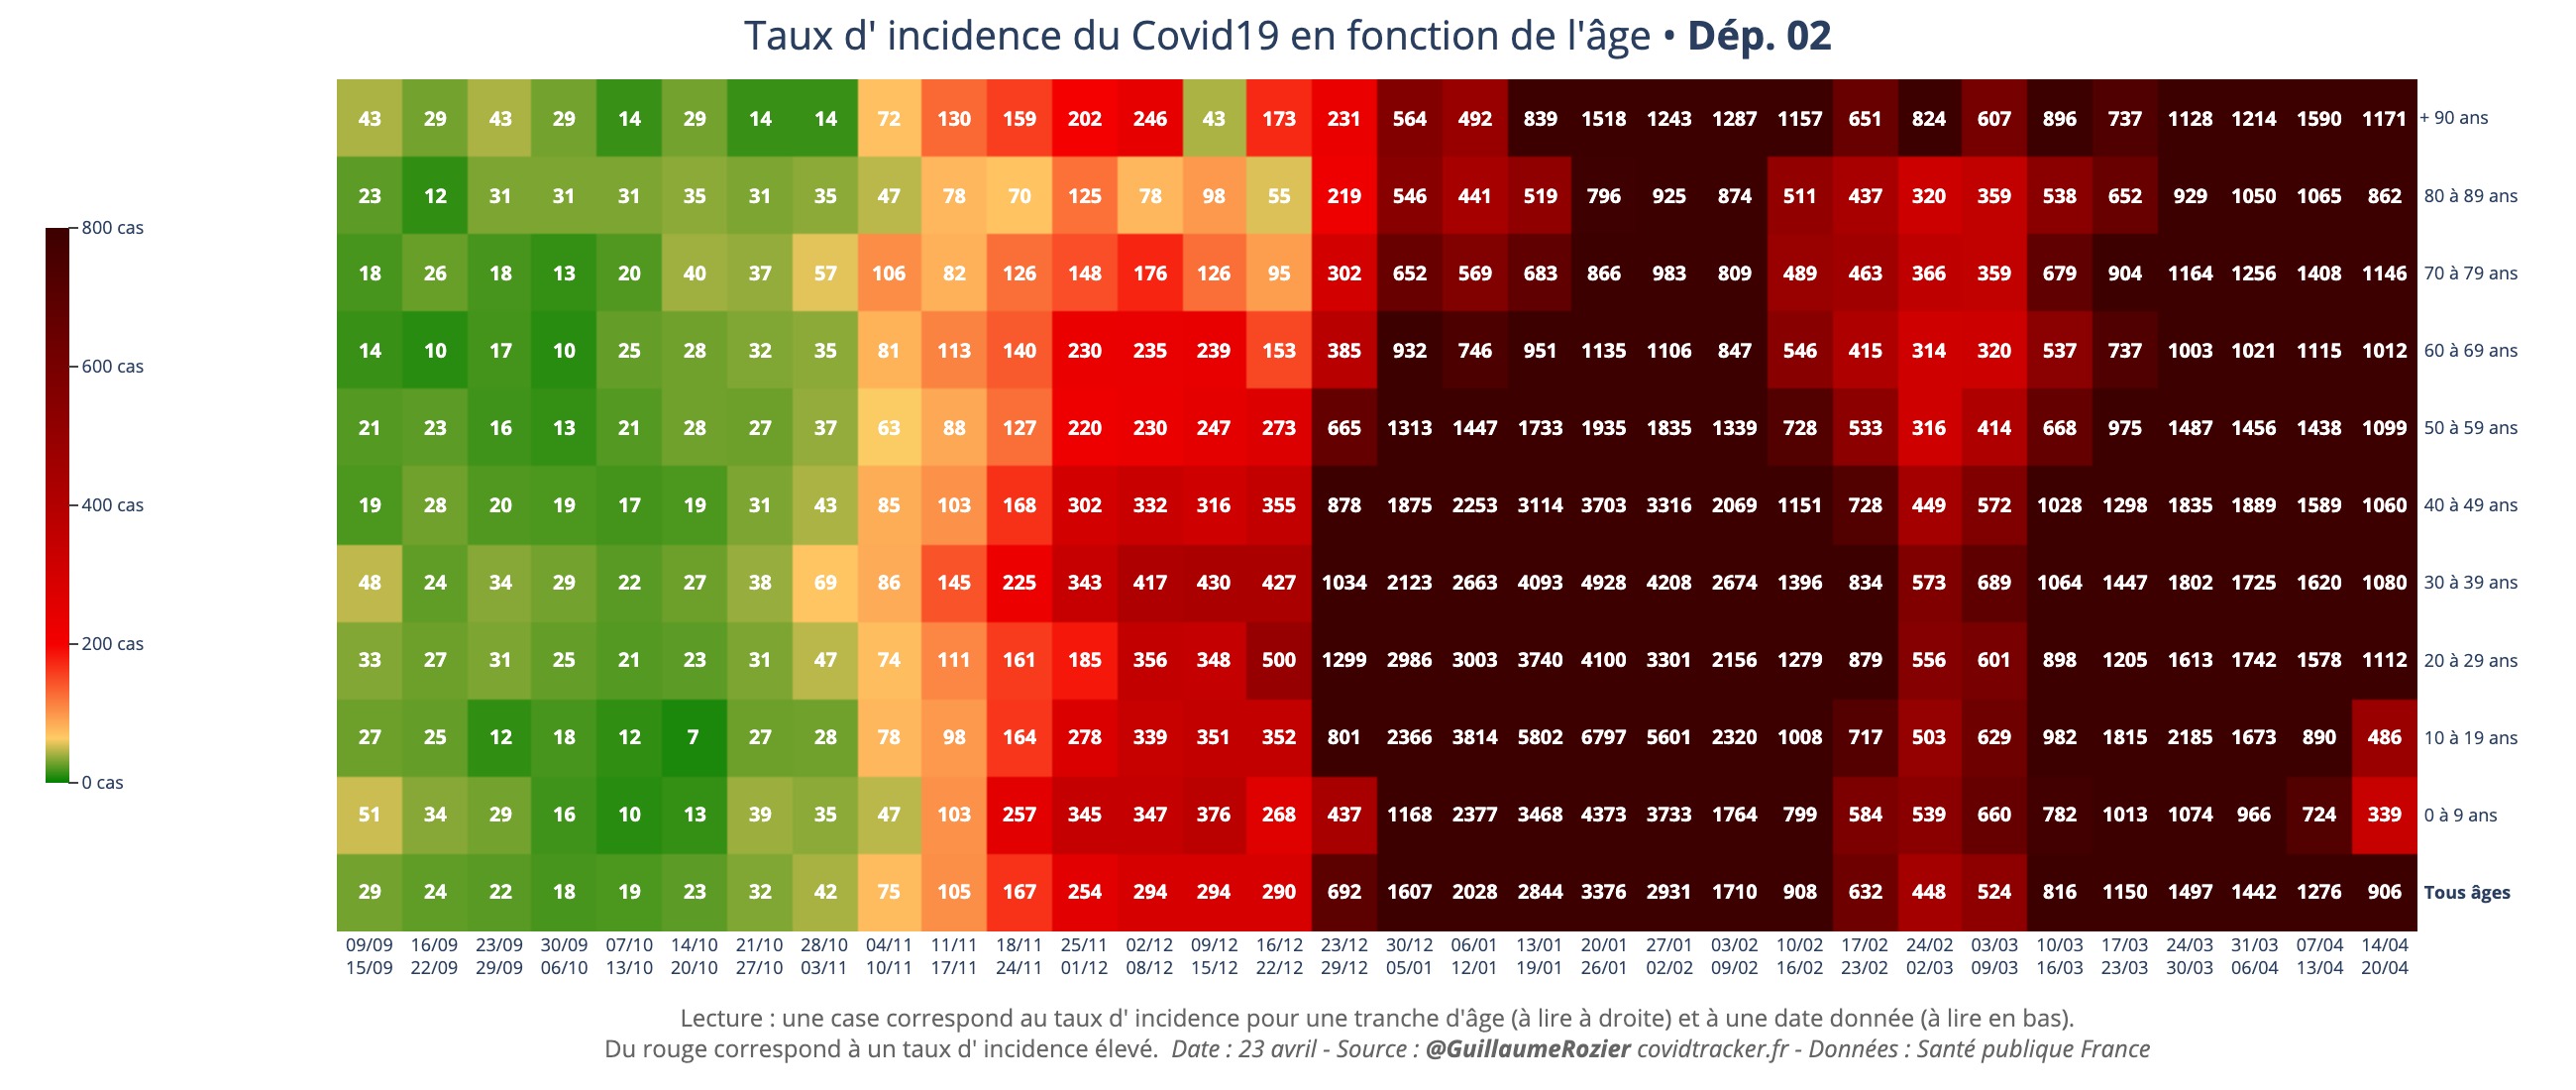 Taux d' incidence du Covid19 en fonction de l'âge • Dép. 02
800 cas
600 cas
400 cas
200 cas
0 cas
43 29 43 29 14 29 14 14 72 130 159 202 246 43 173 231 564 492 839 1518 1243 1287 1157 651 824 607 896 737 1128 1214 1590 1171 + 90 ans
23 12 31 31 31 35 31 35 47 78 70 125 78 98 55 219 546 441 519 796 925 874 511 437 320 359 538 652 929 1050 1065 862 80 à 89 ans
18 26 18 13 20 40 37 57 106 82 126 148 176 126 95 302 652 569 683 866 983 809 489 463 366 359 679 904 1164 1256 1408 1146 70 à 79 ans
14 10 17 10 25 28 32 35 81 113 140 230 235 239 153 385 932 746 951 1135 1106 847 546 415 314 320 537 737 1003 1021 1115 1012 60 à 69 ans
21 23 16 13 21 28 27 37 63 88 127 220 230 247 273 665 1313 1447 1733 1935 1835 1339 728 533 316 414 668 975 1487 1456 1438 1099 50 à 59 ans
19 28 20 19 17 19 31 43 85 103 168 302 332 316 355 878 1875 2253 3114 3703 3316 2069 1151 728 449 572 1028 1298 1835 1889 1589 1060 40 à 49 ans
48 24 34 29 22 27 38 69 86 145 225 343 417 430 427 1034 2123 2663 4093 4928 4208 2674 1396 834 573 689 1064 1447 1802 1725 1620 1080 30 à 39 ans
33 27 31 25 21 23 31 47 74 111 161 185 356 348 500 1299 2986 3003 3740 4100 3301 2156 1279 879 556 601 898 1205 1613 1742 1578 1112 20 à 29 ans
27 25 12 18 12 7 27 28 78 98 164 278 339 351 352 801 2366 3814 5802 6797 5601 2320 1008 717 503 629 982 1815 2185 1673 890 486 10 à 19 ans
51 34 29 16 10 13 39 35 47 103 257 345 347 376 268 437 1168 2377 3468 4373 3733 1764 799 584 539 660 782 1013 1074 966 724 339 0 à 9 ans
29 24 22 18 19 23 32 42 75 105 167 254 294 294 290 692 1607 2028 2844 3376 2931 1710 908 632 448 524 816 1150 1497 1442 1276 906 Tous âges
09/09 16/09 23/09 30/09 07/10 14/10 21/10 28/10 04/11 11/11 18/11 25/11 02/12 09/12 16/12 23/12 30/12 06/01 13/01 20/01 27/01 03/02 10/02 17/02 24/02 03/03 10/03 17/03 24/03 31/03 07/04 14/04
15/09 22/09 29/09 06/10 13/10 20/10 27/10 03/11 10/11 17/11 24/11 01/12 08/12 15/12 22/12 29/12 05/01 12/01 19/01 26/01 02/02 09/02 16/02 23/02 02/03 09/03 16/03 23/03 30/03 06/04 13/04 20/04
Lecture : une case correspond au taux d' incidence pour une tranche d'âge (à lire à droite) et à une date donnée (à lire en bas).
Du rouge correspond à un taux d' incidence élevé. Date : 23 avril - Source : @GuillaumeRozier covidtracker.fr - Données : Santé publique France